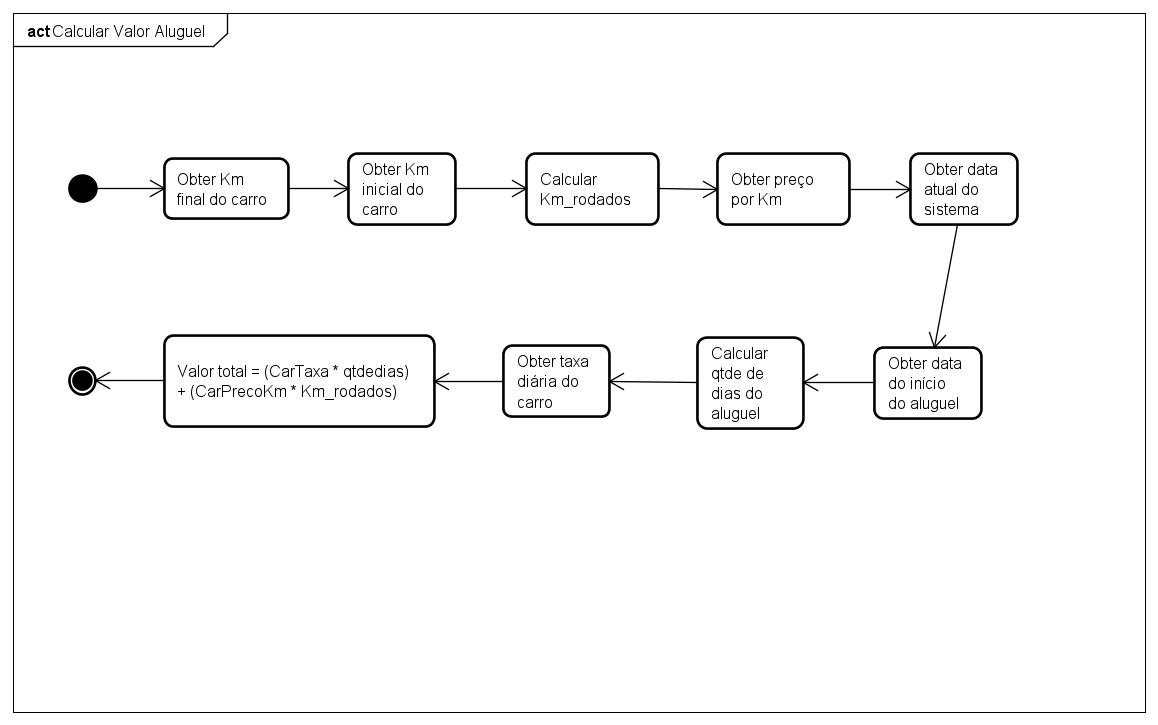 act Calcular Valor Aluguel
Obter Km
final do carro
Obter Km
inicial do
carro
Calcular
Km_rodados
Obter preço
por Km
Obter data
atual do
sistema
Obter data
do início
do aluguel
Calcular
qtde de
dias do
aluguel
Obter taxa
diária do
carro
Valor total = (CarTaxa * qtdedias)
+ (CarPrecoKm * Km_rodados)